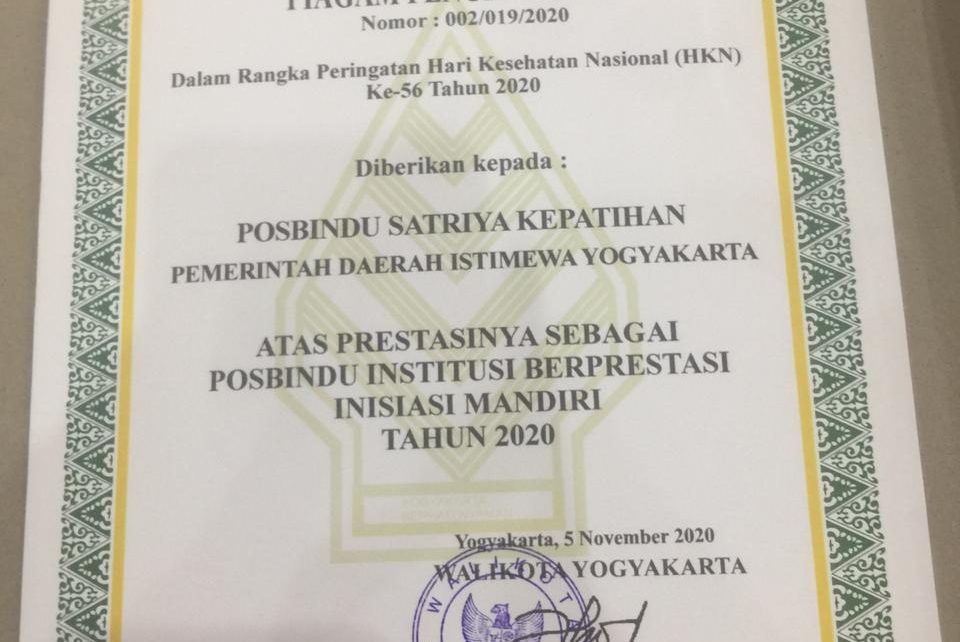 Nomor : 002/019/2020
Dalam Rangka Peringatan Hari Kesehatan Nasional (HKN)
Ke-56 Tahun 2020
Diberikan kepada :
POSBINDU SATRIYA KEPATIHAN
PEMERINTAH DAERAH ISTIMEWA YOGYAKARTA
ATAS PRESTASINYA SEBAGAI
POSBINDU INSTITUSI BERPRESTASI
INISIASI MANDIRI
TAHUN 2020
Yogyakarta, 5 November 2020
WALIKOTA YOGYAKARTA
WALIKOTA